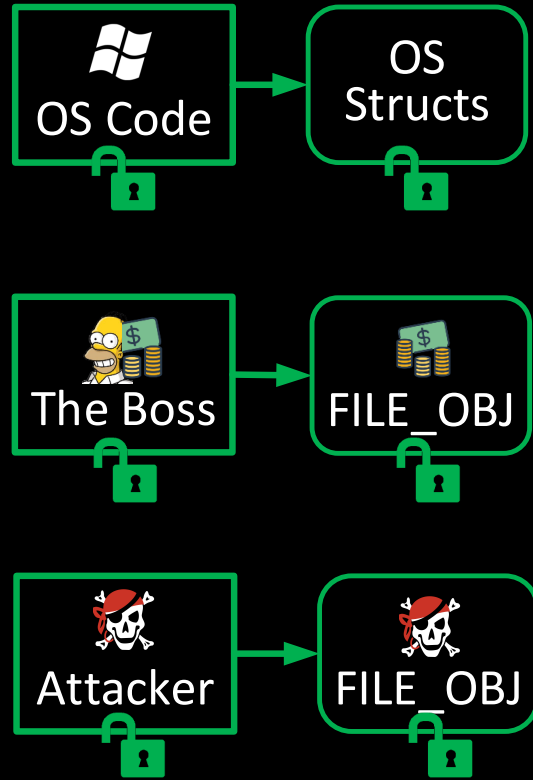 OS Code
OS
Structs
$
The Boss
$
FILE_OBJ
Attacker
FILE_OBJ